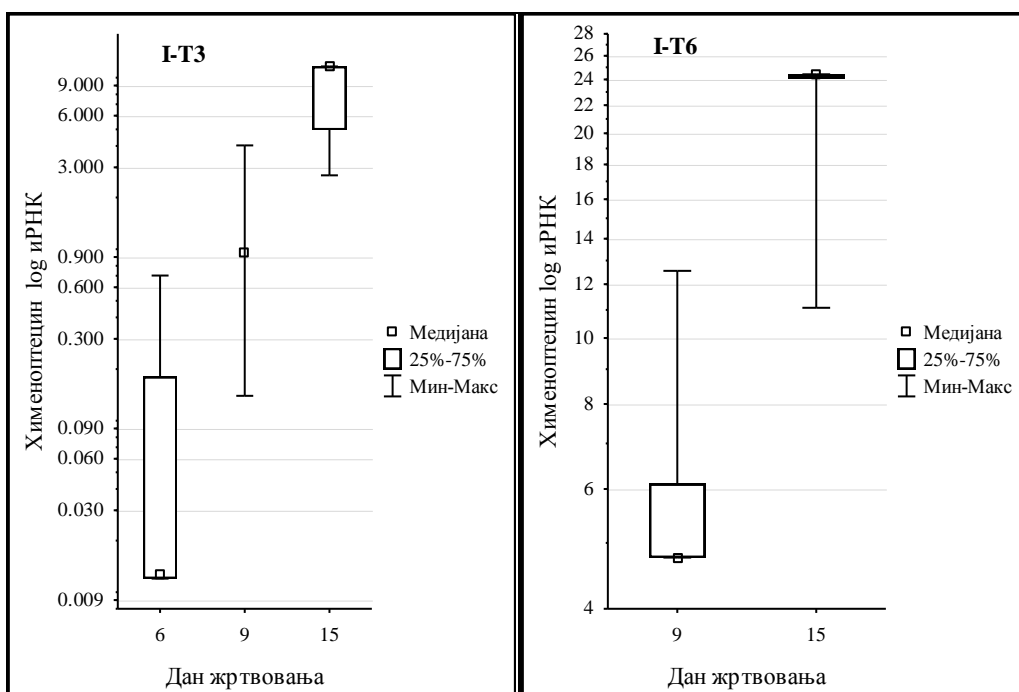 I-T3
9.000
6.000
3.000
0.900
0.600
0.300
0.090
0.060
0.030
0.009
Хименоптецин log иРНК
6 9 15
Дан жртвовања
Медијана
25%-75%
Мин-Макс
I-T6
28
26
24
22
20
18
16
14
12
10
8
6
4
Хименоптецин log иРНК
9 15
Дан жртвовања
Медијана
25%-75%
Мин-Макс